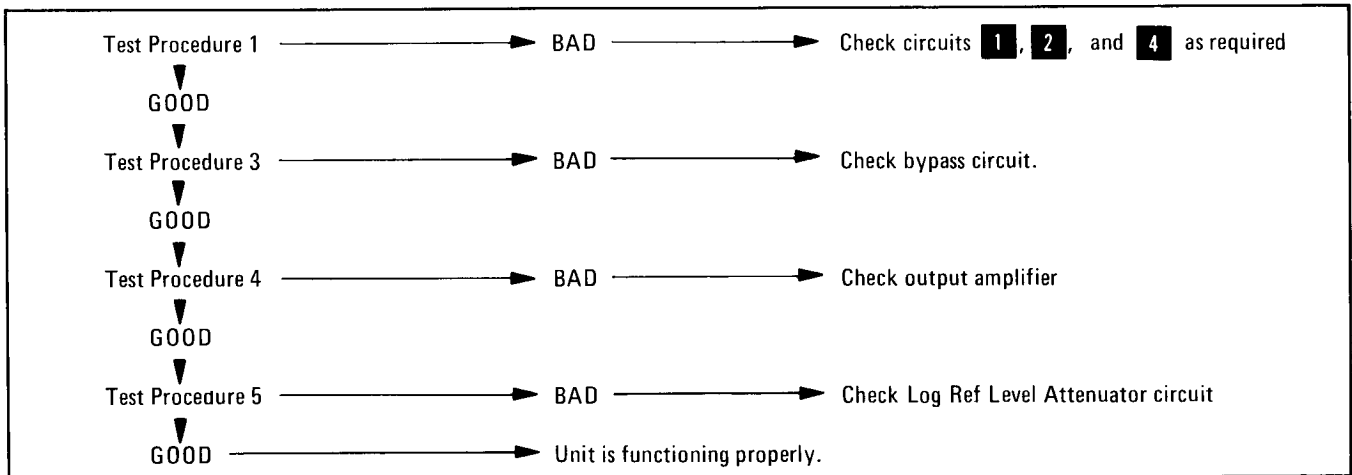 Test Procedure 1 BAD Check circuits 1, 2, and 4 as required
GOOD
Test Procedure 3 BAD Check bypass circuit.
GOOD
Test Procedure 4 BAD Check output amplifier
GOOD
Test Procedure 5 BAD Check Log Ref Level Attenuator circuit
GOOD Unit is functioning properly.